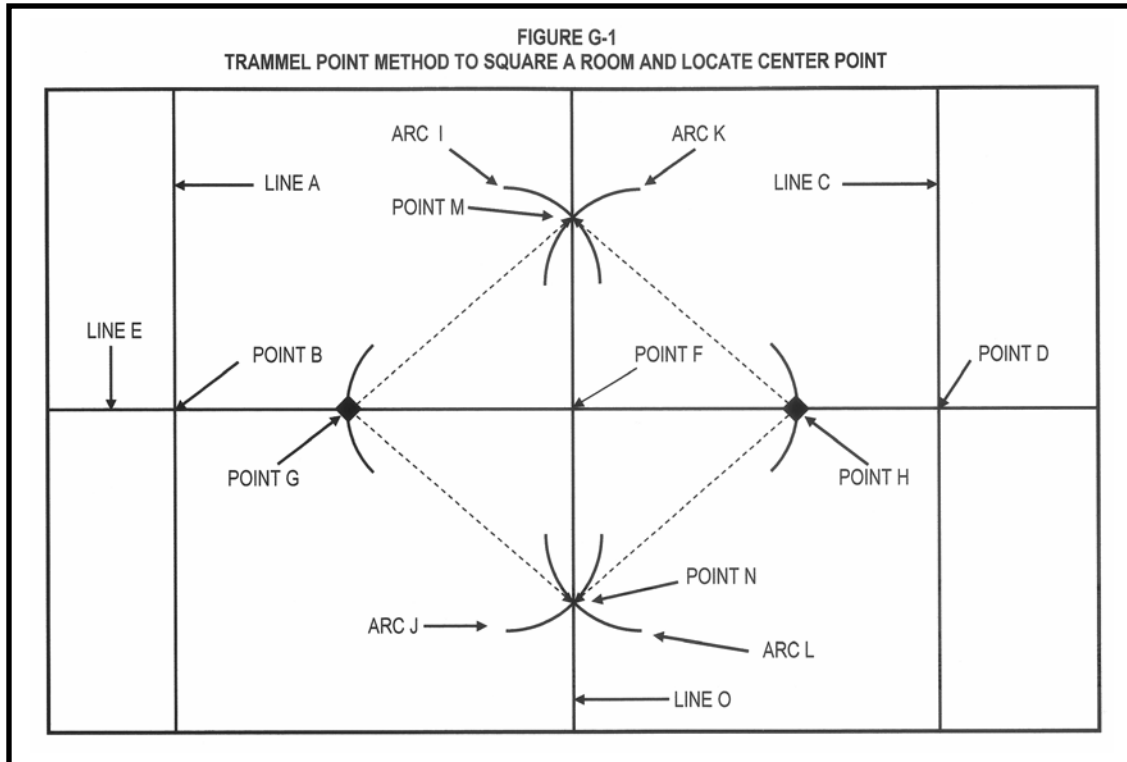 FIGURE G-1
TRAMMEL POINT METHOD TO SQUARE A ROOM AND LOCATE CENTER POINT
ARC I
ARC K
LINE A
LINE C
POINT M
LINE E
POINT B
POINT F
POINT D
POINT G
POINT H
POINT N
ARC J
ARC L
LINE O